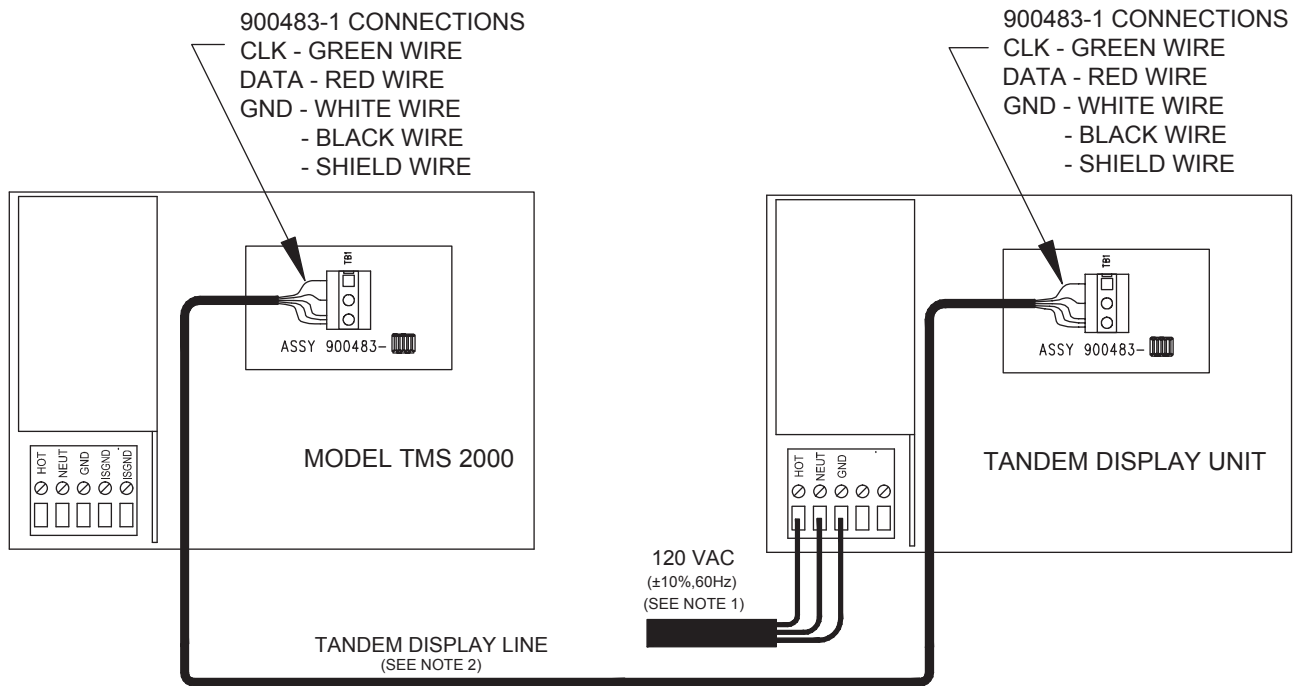 900483-1 CONNECTIONS
CLK - GREEN WIRE
DATA - RED WIRE
GND - WHITE WIRE
- BLACK WIRE
- SHIELD WIRE
TB1
ASSY 900483-
HOT
NEUT
GND
ISGND
ISGND
MODEL TMS 2000
900483-1 CONNECTIONS
CLK - GREEN WIRE
DATA - RED WIRE
GND - WHITE WIRE
- BLACK WIRE
- SHIELD WIRE
TB1
ASSY 900483-
HOT
NEUT
GND
TANDEM DISPLAY UNIT
120 VAC
(±10%,60Hz)
(SEE NOTE 1)
TANDEM DISPLAY LINE
(SEE NOTE 2)